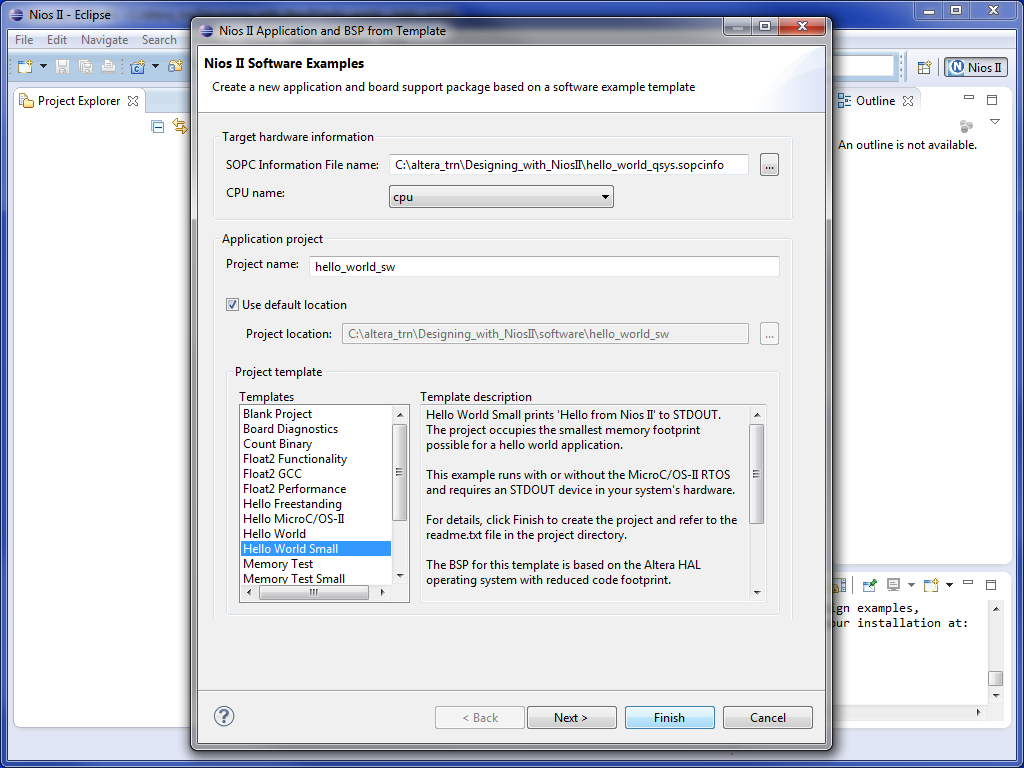 Nios II - Eclipse
File Edit Navigate Search
Nios II
Project Explorer
Outline
An outline is not available.
ign examples,
our installation at:
Nios II Application and BSP from Template
Nios II Software Examples
Create a new application and board support package based on a software example template
Target hardware information
SOPC Information File name: C:\altera_trn\Designing_with_NiosII\hello_world_qsys.sopcinfo ...
CPU name: cpu
Application project
Project name: hello_world_sw
Use default location
Project location: C:\altera_trn\Designing_with_NiosII\software\hello_world_sw ...
Project template
Templates
Blank Project
Board Diagnostics
Count Binary
Float2 Functionality
Float2 GCC
Float2 Performance
Hello Freestanding
Hello MicroC/OS-II
Hello World
Hello World Small
Memory Test
Memory Test Small
Template description
Hello World Small prints 'Hello from Nios II' to STDOUT.
The project occupies the smallest memory footprint
possible for a hello world application.
This example runs with or without the MicroC/OS-II RTOS
and requires an STDOUT device in your system's hardware.
For details, click Finish to create the project and refer to the
readme.txt file in the project directory.
The BSP for this template is based on the Altera HAL
operating system with reduced code footprint.
? < Back Next > Finish Cancel